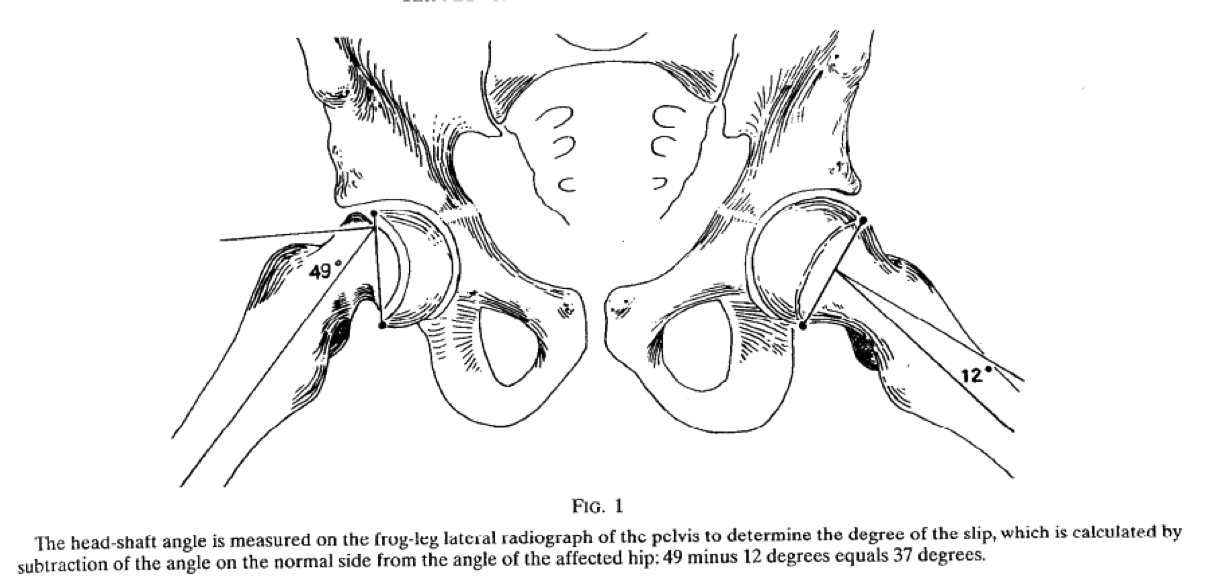 49°
12°
FIG. 1
The head-shaft angle is measured on the frog-leg lateral radiograph of the pelvis to determine the degree of the slip, which is calculated by
subtraction of the angle on the normal side from the angle of the affected hip: 49 minus 12 degrees equals 37 degrees.